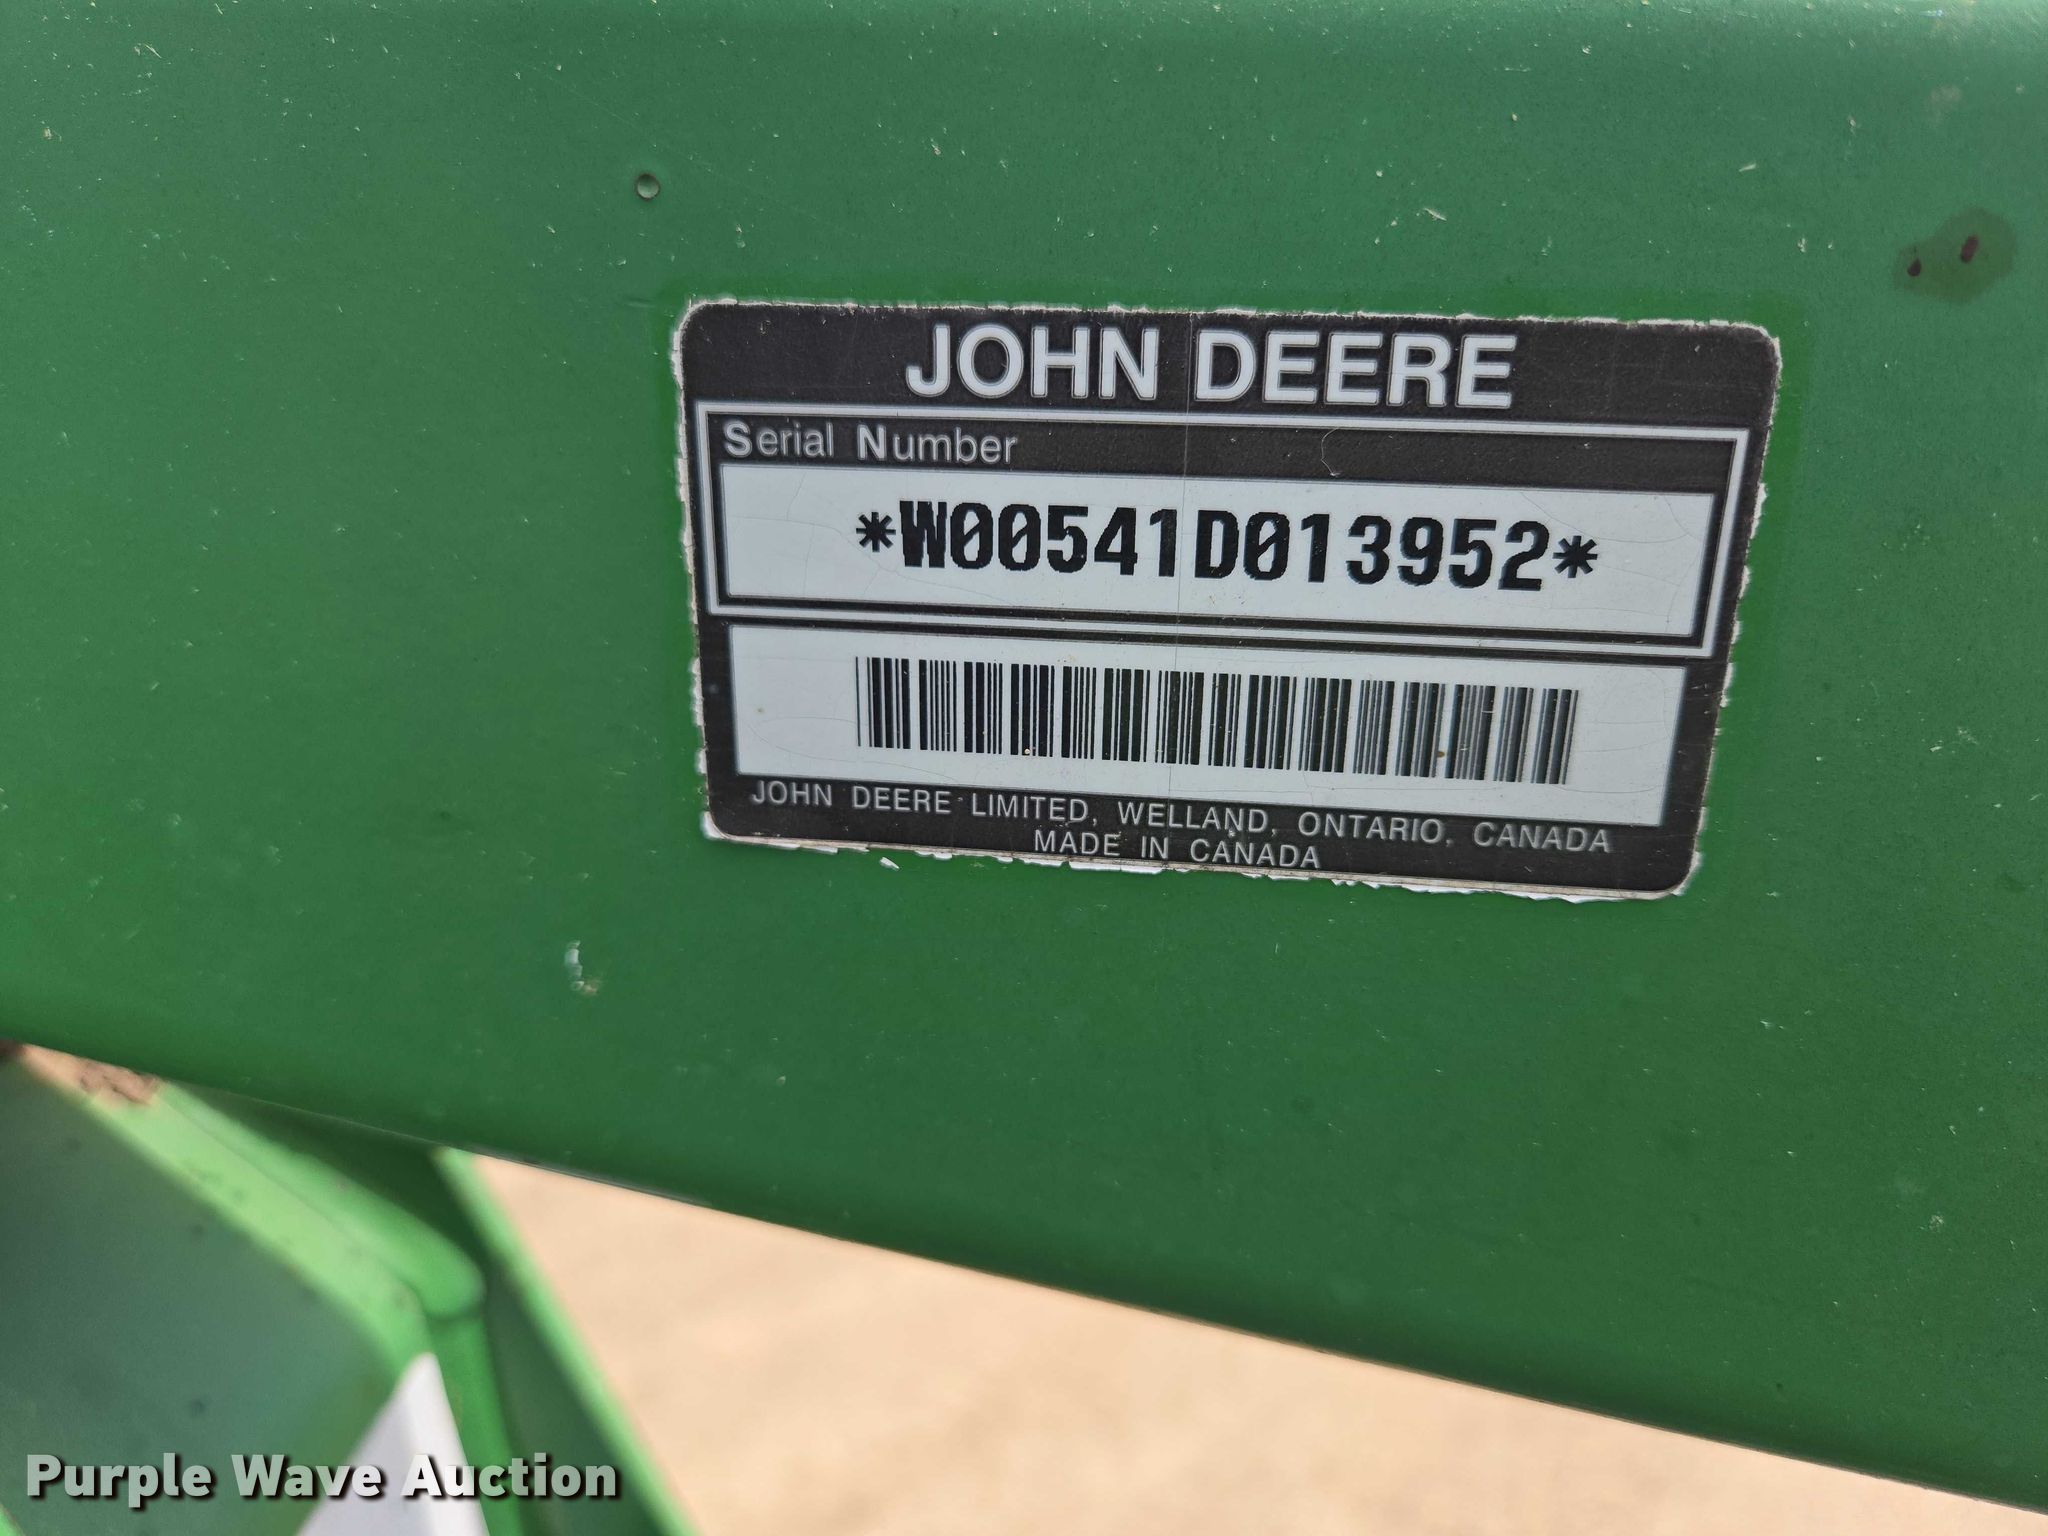 JOHN DEERE
Serial Number
*W00541D013952*
JOHN DEERE LIMITED, WELLAND, ONTARIO, CANADA
MADE IN CANADA
Purple Wave Auction